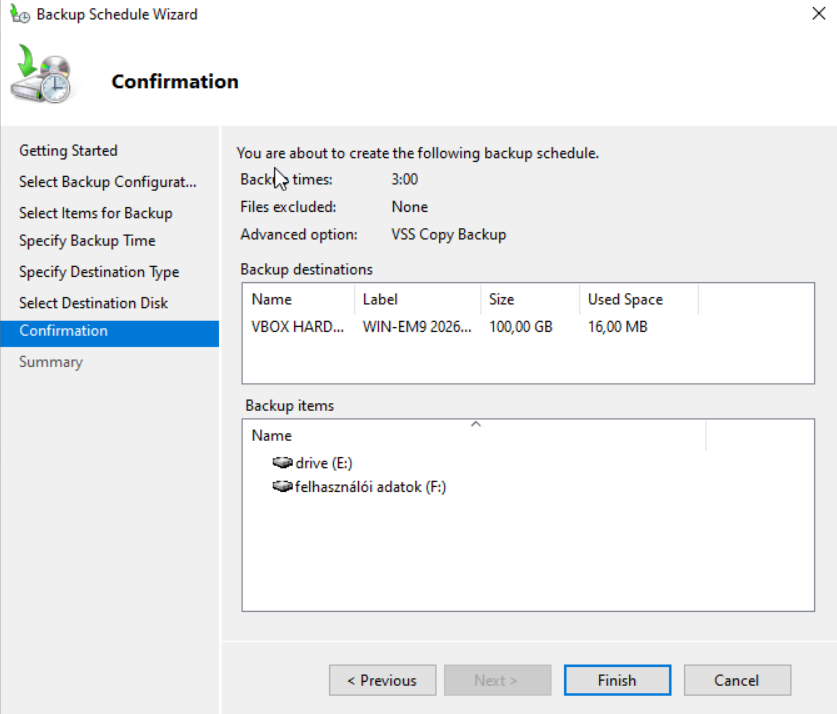 Backup Schedule Wizard
Confirmation
Getting Started
Select Backup Configurat...
Select Items for Backup
Specify Backup Time
Specify Destination Type
Select Destination Disk
Confirmation
Summary
You are about to create the following backup schedule.
Backup times: 3:00
Files excluded: None
Advanced option: VSS Copy Backup
Backup destinations
Name Label Size Used Space
VBOX HARD... WIN-EM9 2026... 100,00 GB 16,00 MB
Backup items
Name
drive (E:)
felhasználói adatok (F:)
< Previous Next > Finish Cancel